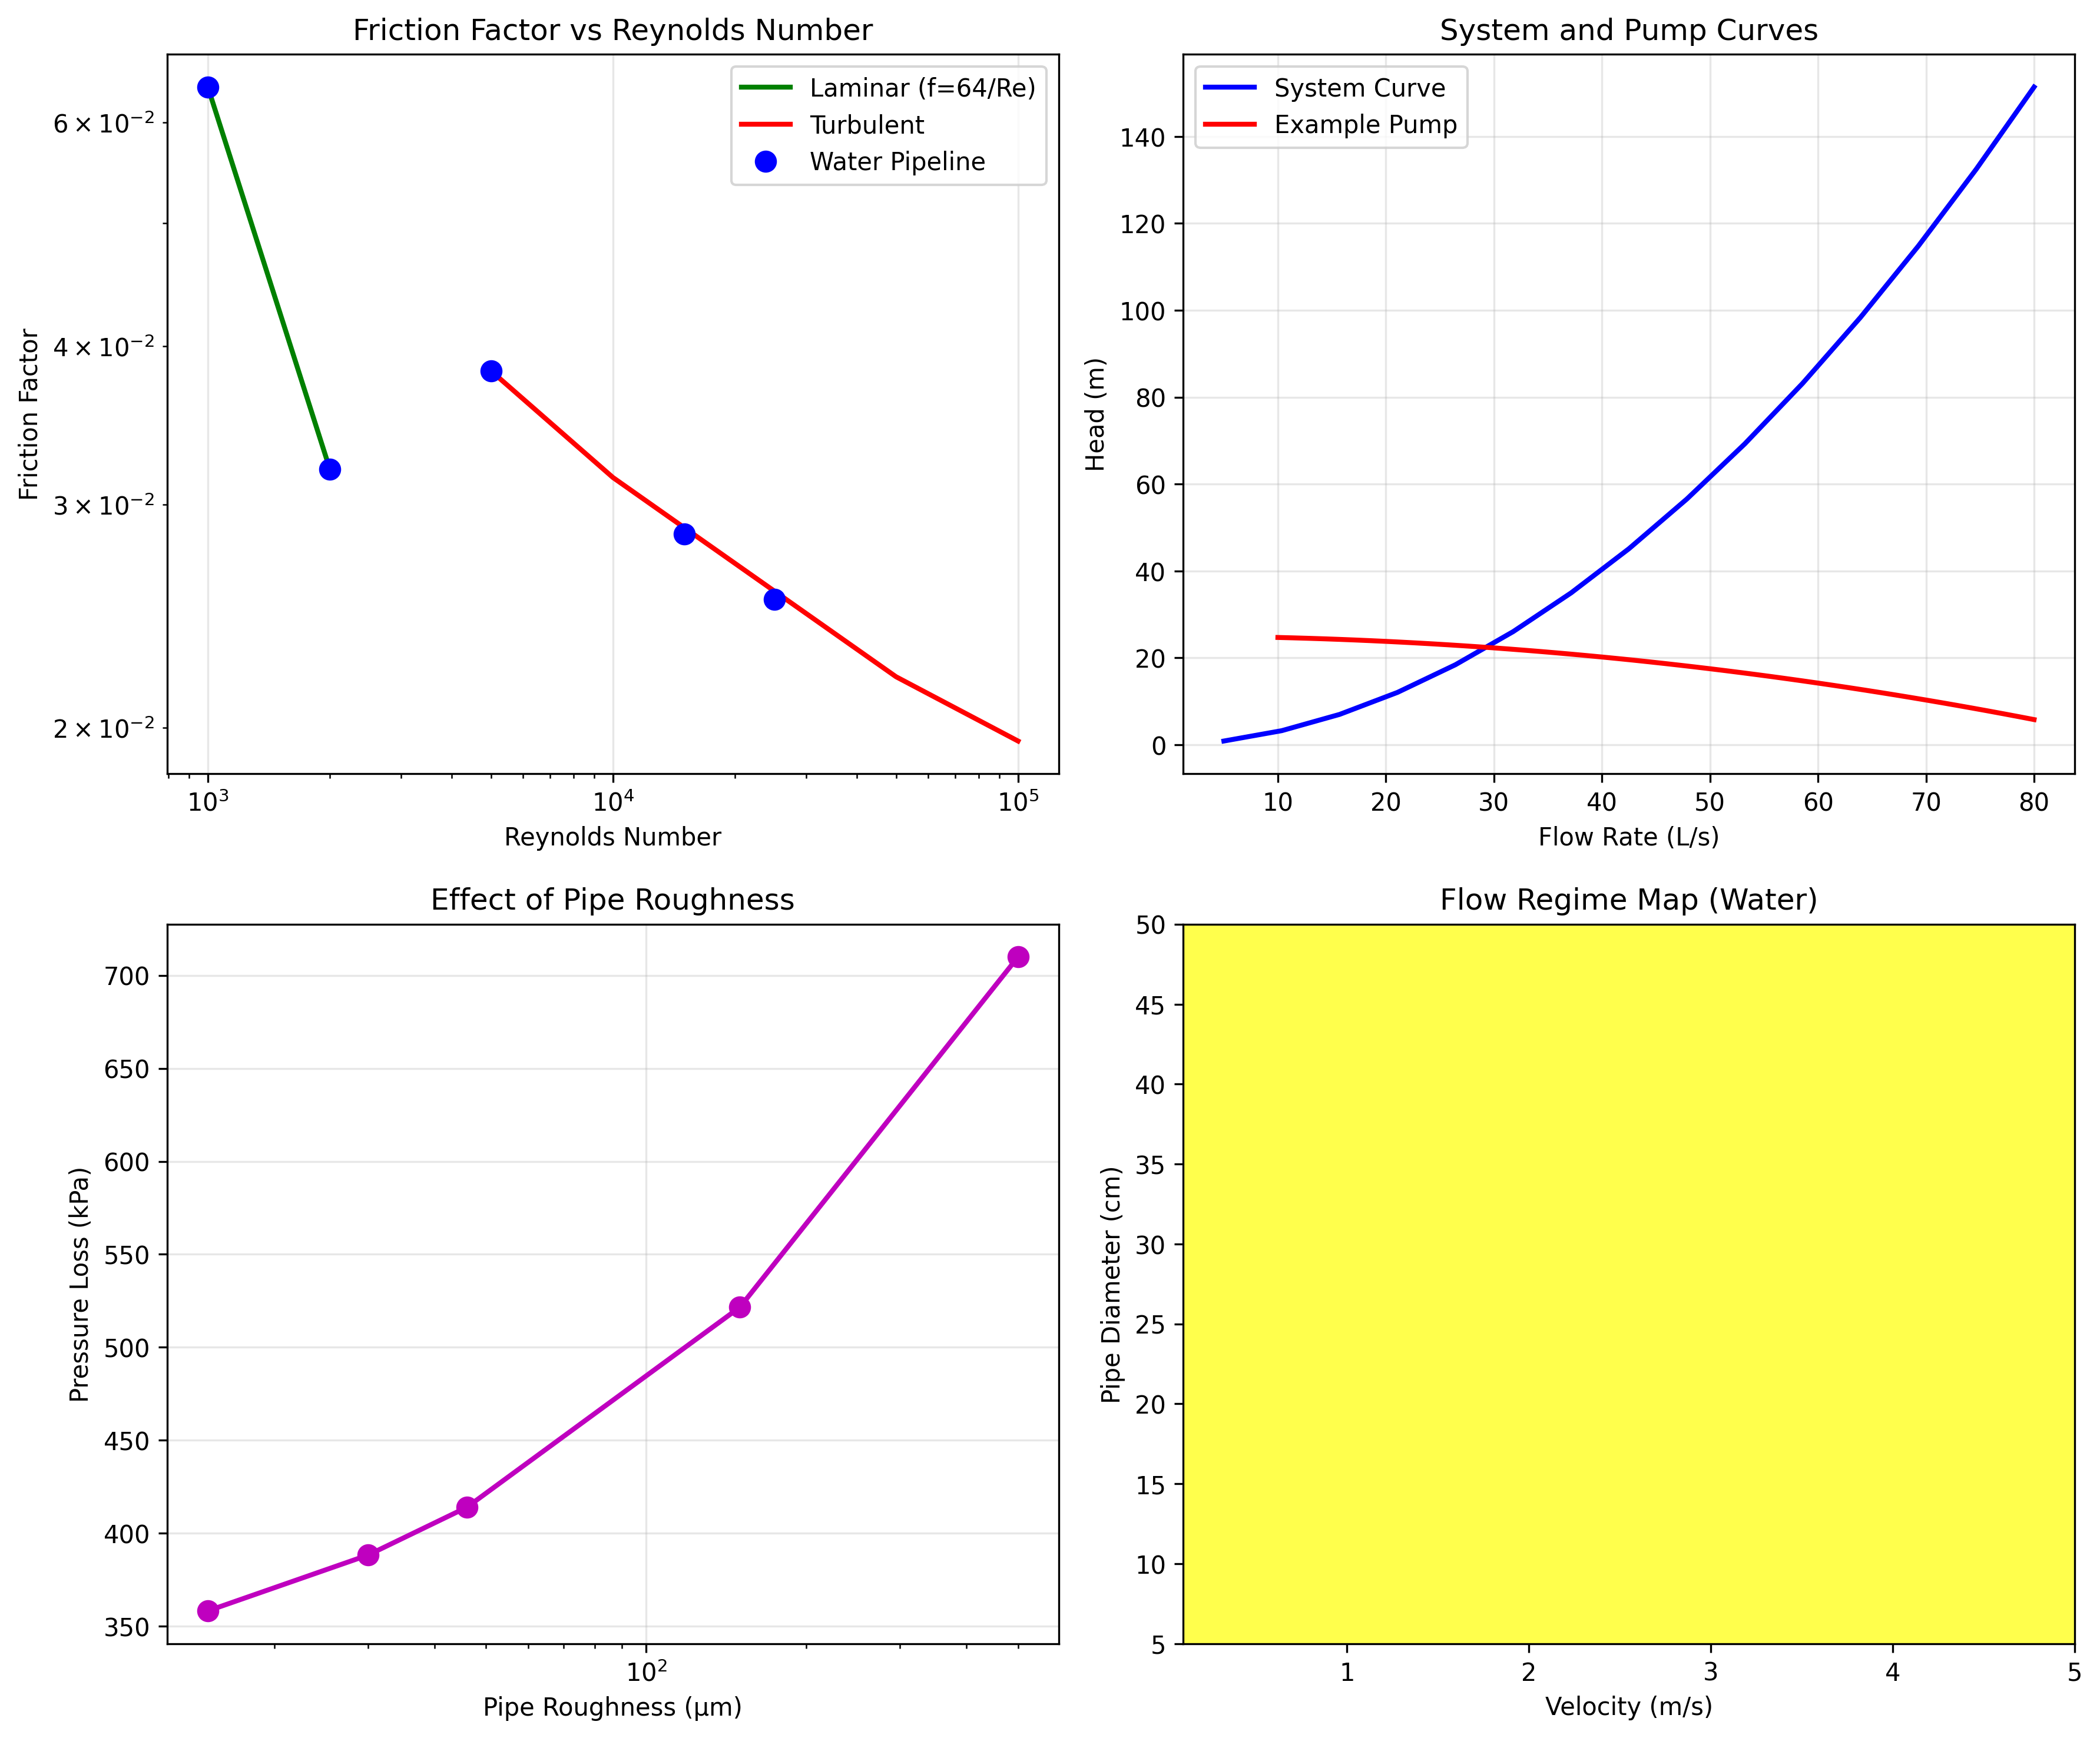 Friction Factor vs Reynolds Number
Friction Factor
6 × 10⁻²
4 × 10⁻²
3 × 10⁻²
2 × 10⁻²
Laminar (f=64/Re)
Turbulent
Water Pipeline
10³ 10⁴ 10⁵
Reynolds Number
System and Pump Curves
Head (m)
140
120
100
80
60
40
20
0
System Curve
Example Pump
10 20 30 40 50 60 70 80
Flow Rate (L/s)
Effect of Pipe Roughness
Pressure Loss (kPa)
700
650
600
550
500
450
400
350
10²
Pipe Roughness (μm)
Flow Regime Map (Water)
Pipe Diameter (cm)
50
45
40
35
30
25
20
15
10
5
1 2 3 4 5
Velocity (m/s)